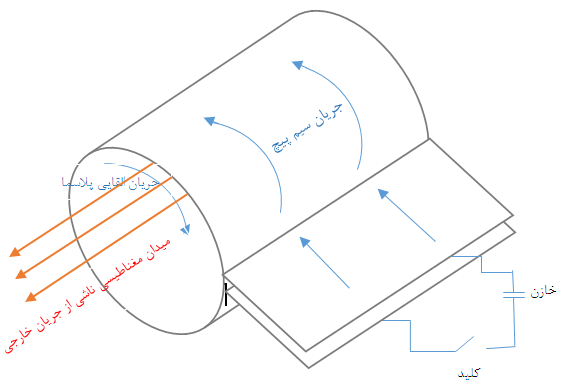 جریان سیم پیچ
جریان القایی پلاسما
میدان مغناطیسی ناشی از جریان خارجی
خازن
کلید